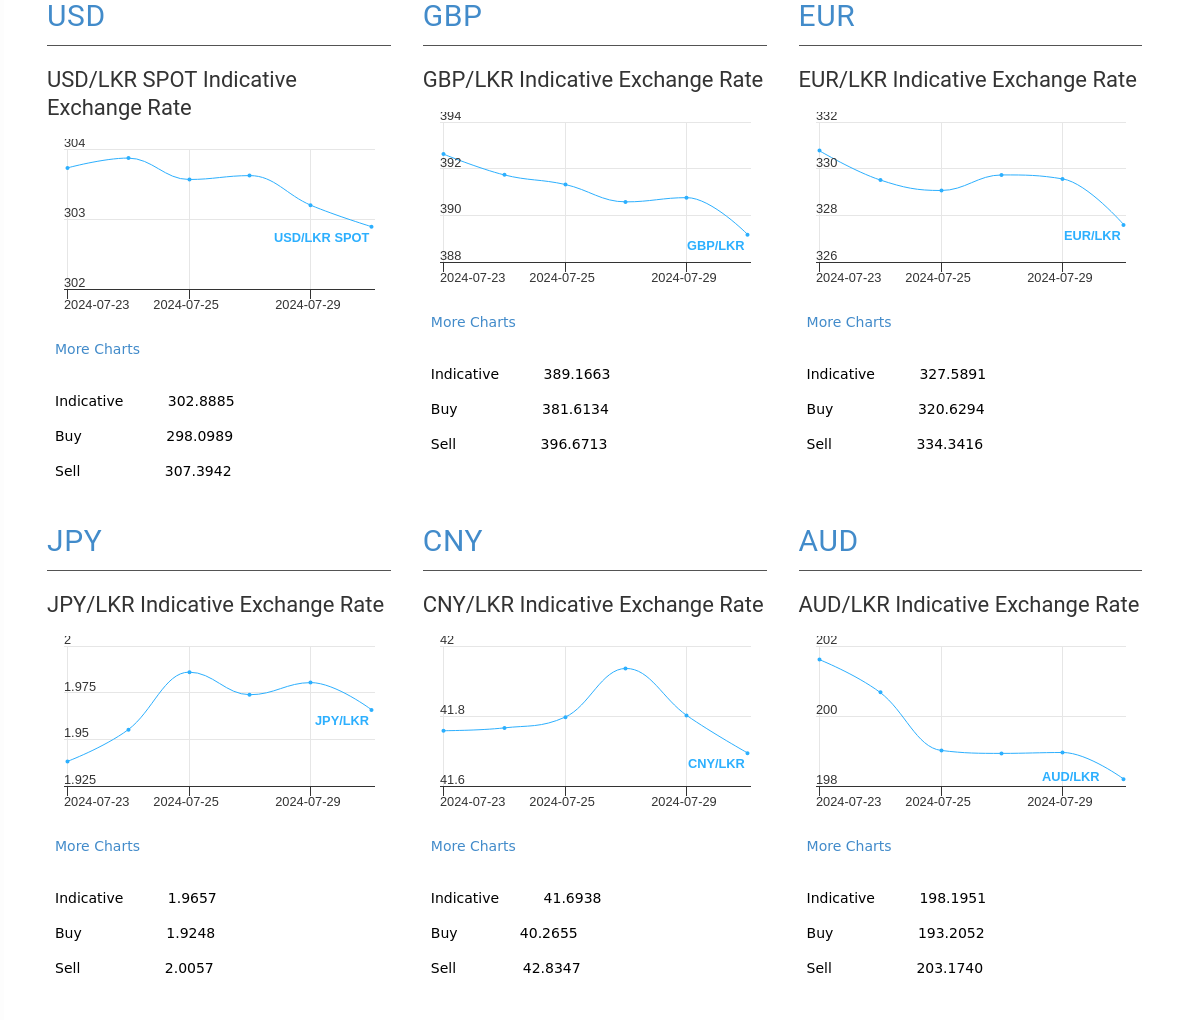 USD
USD/LKR SPOT Indicative
Exchange Rate
304
303
302
USD/LKR SPOT
2024-07-23 2024-07-25 2024-07-29
More Charts
Indicative 302.8885
Buy 298.0989
Sell 307.3942
GBP
GBP/LKR Indicative Exchange Rate
394
392
390
388
GBP/LKR
2024-07-23 2024-07-25 2024-07-29
More Charts
Indicative 389.1663
Buy 381.6134
Sell 396.6713
EUR
EUR/LKR Indicative Exchange Rate
332
330
328
326
EUR/LKR
2024-07-23 2024-07-25 2024-07-29
More Charts
Indicative 327.5891
Buy 320.6294
Sell 334.3416
JPY
JPY/LKR Indicative Exchange Rate
2
1.975
1.95
1.925
JPY/LKR
2024-07-23 2024-07-25 2024-07-29
More Charts
Indicative 1.9657
Buy 1.9248
Sell 2.0057
CNY
CNY/LKR Indicative Exchange Rate
42
41.8
41.6
CNY/LKR
2024-07-23 2024-07-25 2024-07-29
More Charts
Indicative 41.6938
Buy 40.2655
Sell 42.8347
AUD
AUD/LKR Indicative Exchange Rate
202
200
198
AUD/LKR
2024-07-23 2024-07-25 2024-07-29
More Charts
Indicative 198.1951
Buy 193.2052
Sell 203.1740